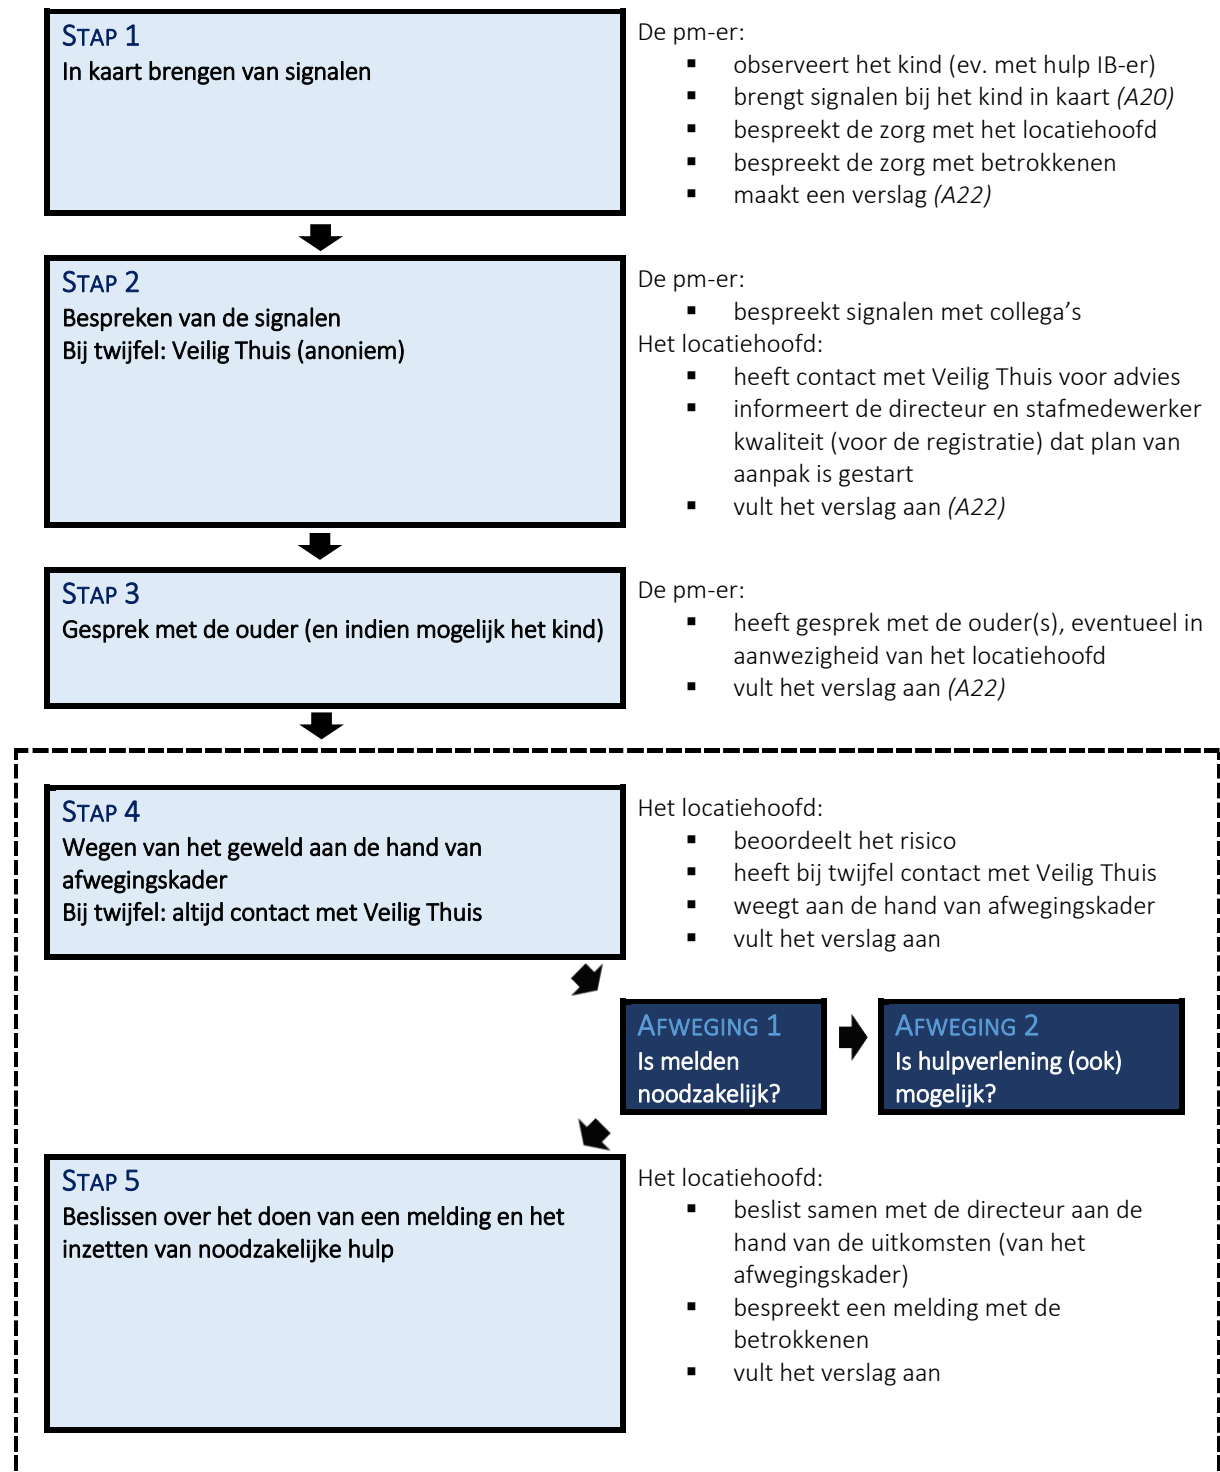 STAP 1
In kaart brengen van signalen
De pm-er:
▪ observeert het kind (ev. met hulp IB-er)
▪ brengt signalen bij het kind in kaart (A20)
▪ bespreekt de zorg met het locatiehoofd
▪ bespreekt de zorg met betrokkenen
▪ maakt een verslag (A22)
STAP 2
Bespreken van de signalen
Bij twijfel: Veilig Thuis (anoniem)
De pm-er:
▪ bespreekt signalen met collega’s
Het locatiehoofd:
▪ heeft contact met Veilig Thuis voor advies
▪ informeert de directeur en stafmedewerker
kwaliteit (voor de registratie) dat plan van
aanpak is gestart
▪ vult het verslag aan (A22)
STAP 3
Gesprek met de ouder (en indien mogelijk het kind)
De pm-er:
▪ heeft gesprek met de ouder(s), eventueel in
aanwezigheid van het locatiehoofd
▪ vult het verslag aan (A22)
STAP 4
Wegen van het geweld aan de hand van
afwegingskader
Bij twijfel: altijd contact met Veilig Thuis
Het locatiehoofd:
▪ beoordeelt het risico
▪ heeft bij twijfel contact met Veilig Thuis
▪ weegt aan de hand van afwegingskader
▪ vult het verslag aan
AFWEGING 1
Is melden
noodzakelijk?
AFWEGING 2
Is hulpverlening (ook)
mogelijk?
STAP 5
Beslissen over het doen van een melding en het
inzetten van noodzakelijke hulp
Het locatiehoofd:
▪ beslist samen met de directeur aan de
hand van de uitkomsten (van het
afwegingskader)
▪ bespreekt een melding met de
betrokkenen
▪ vult het verslag aan